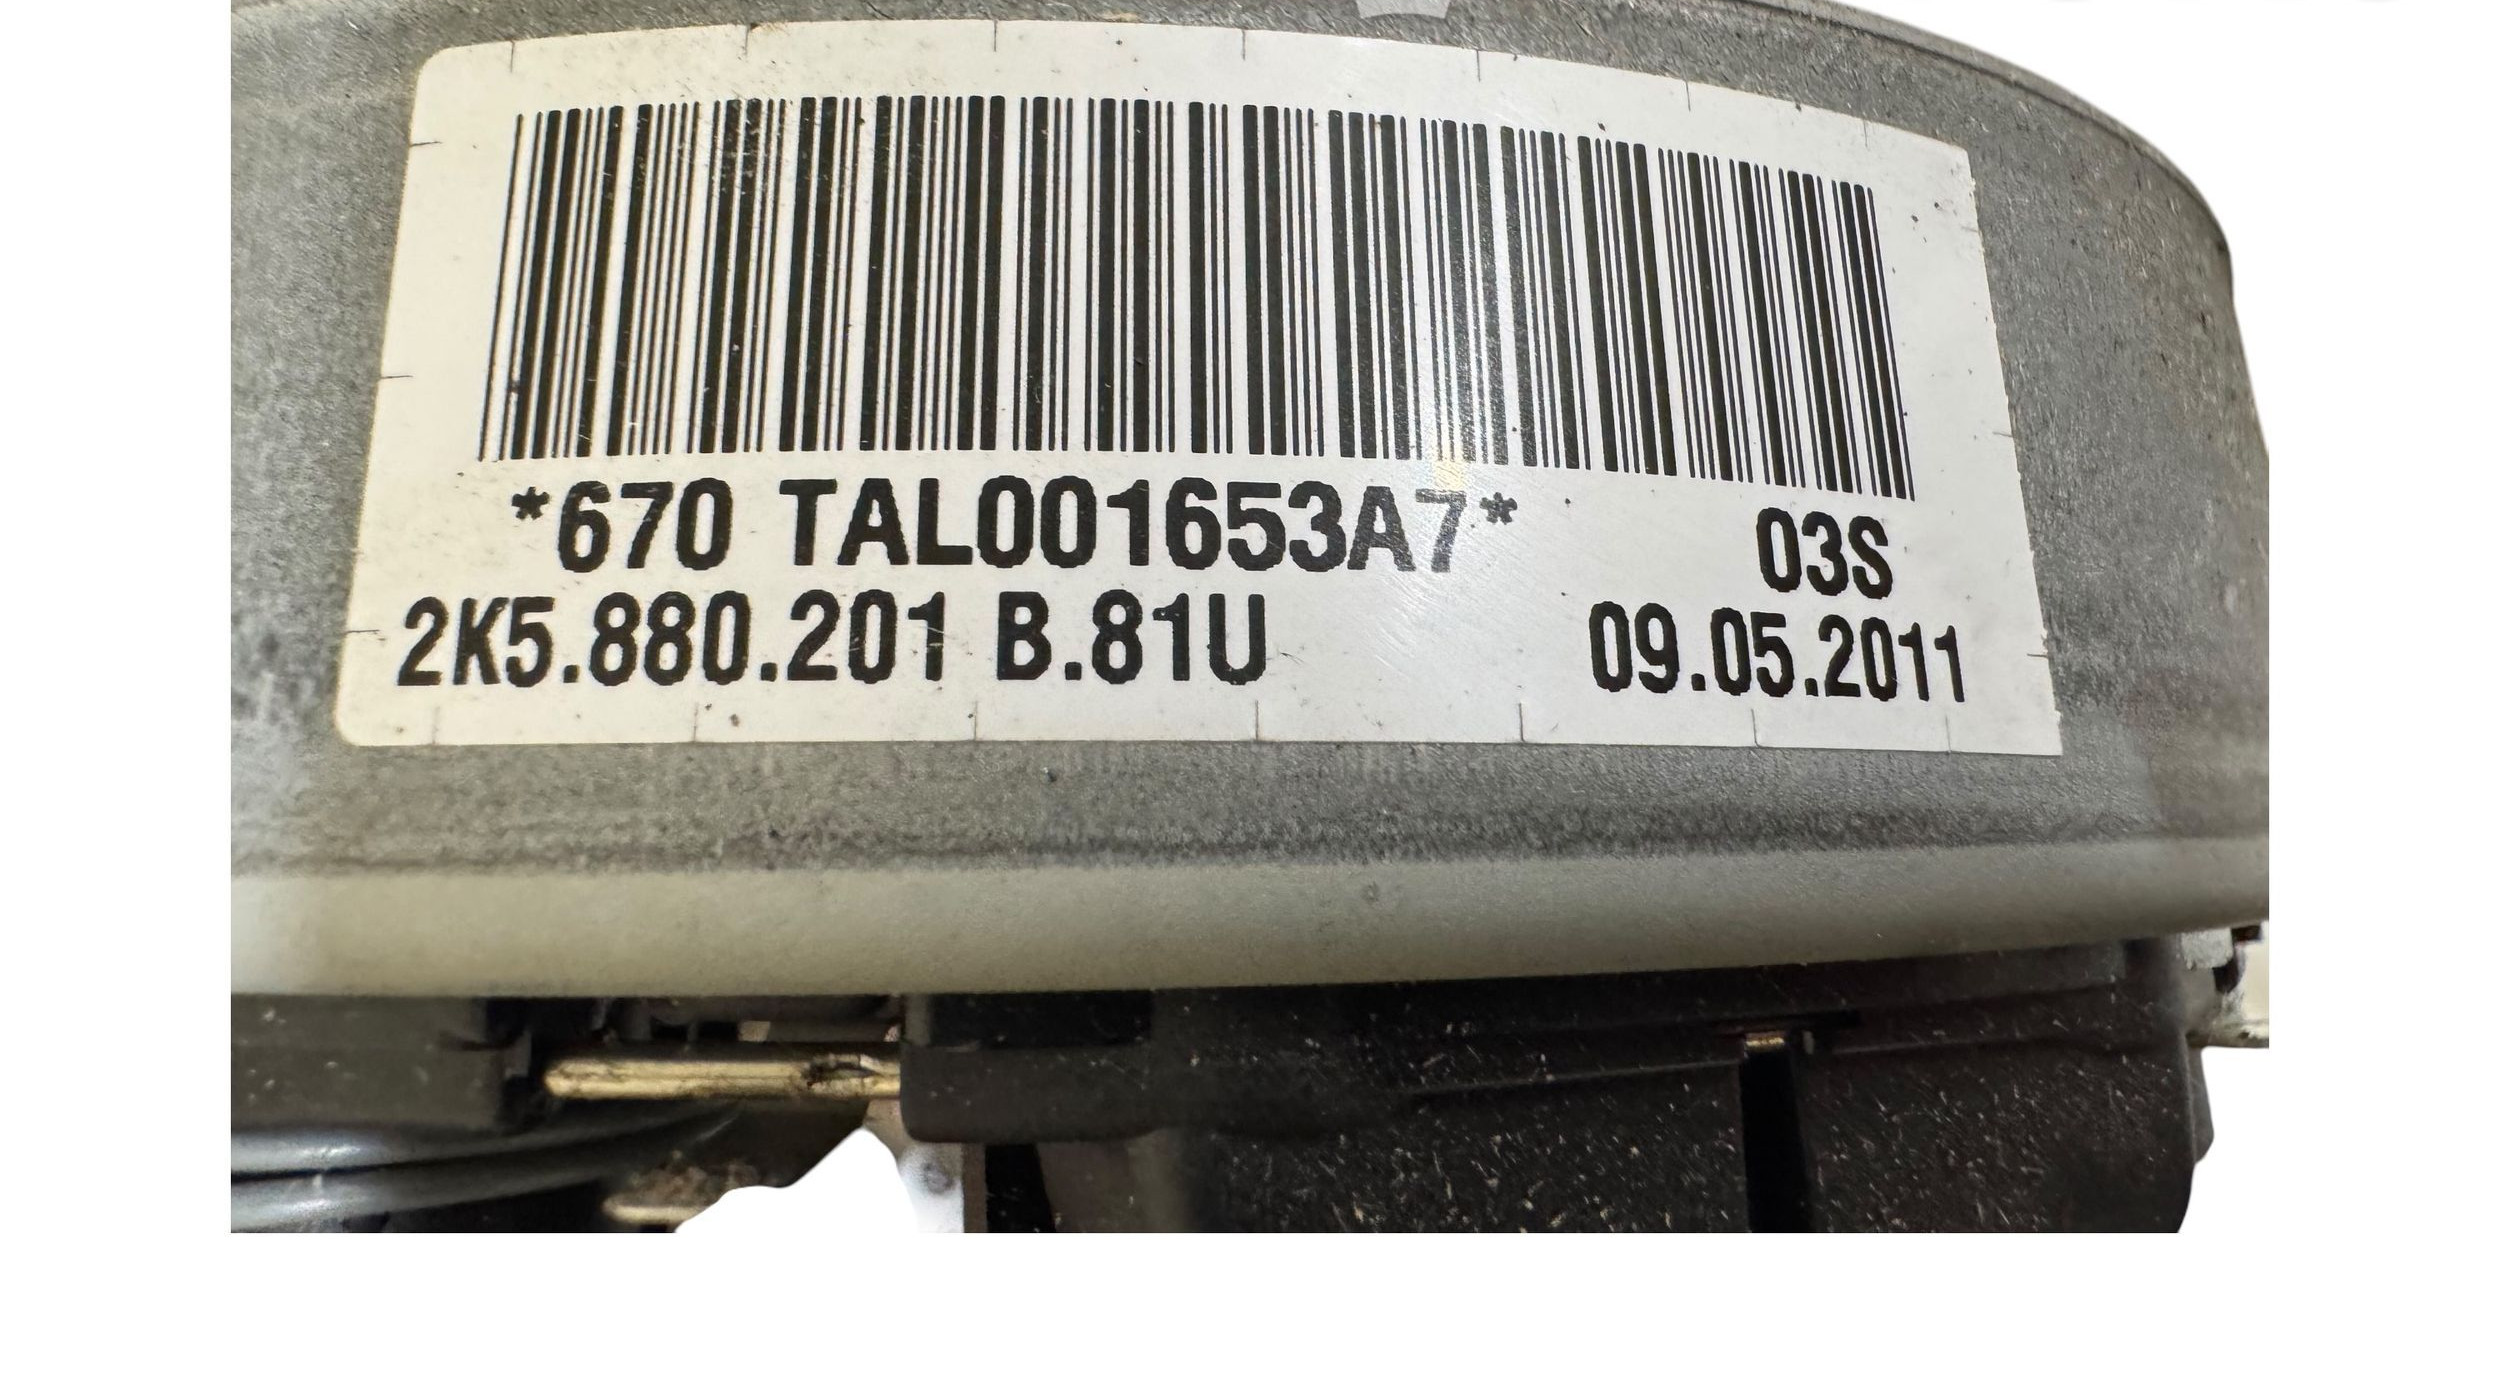 *670 TAL001653A7* 03S
2K5.880.201 B.81U 09.05.2011